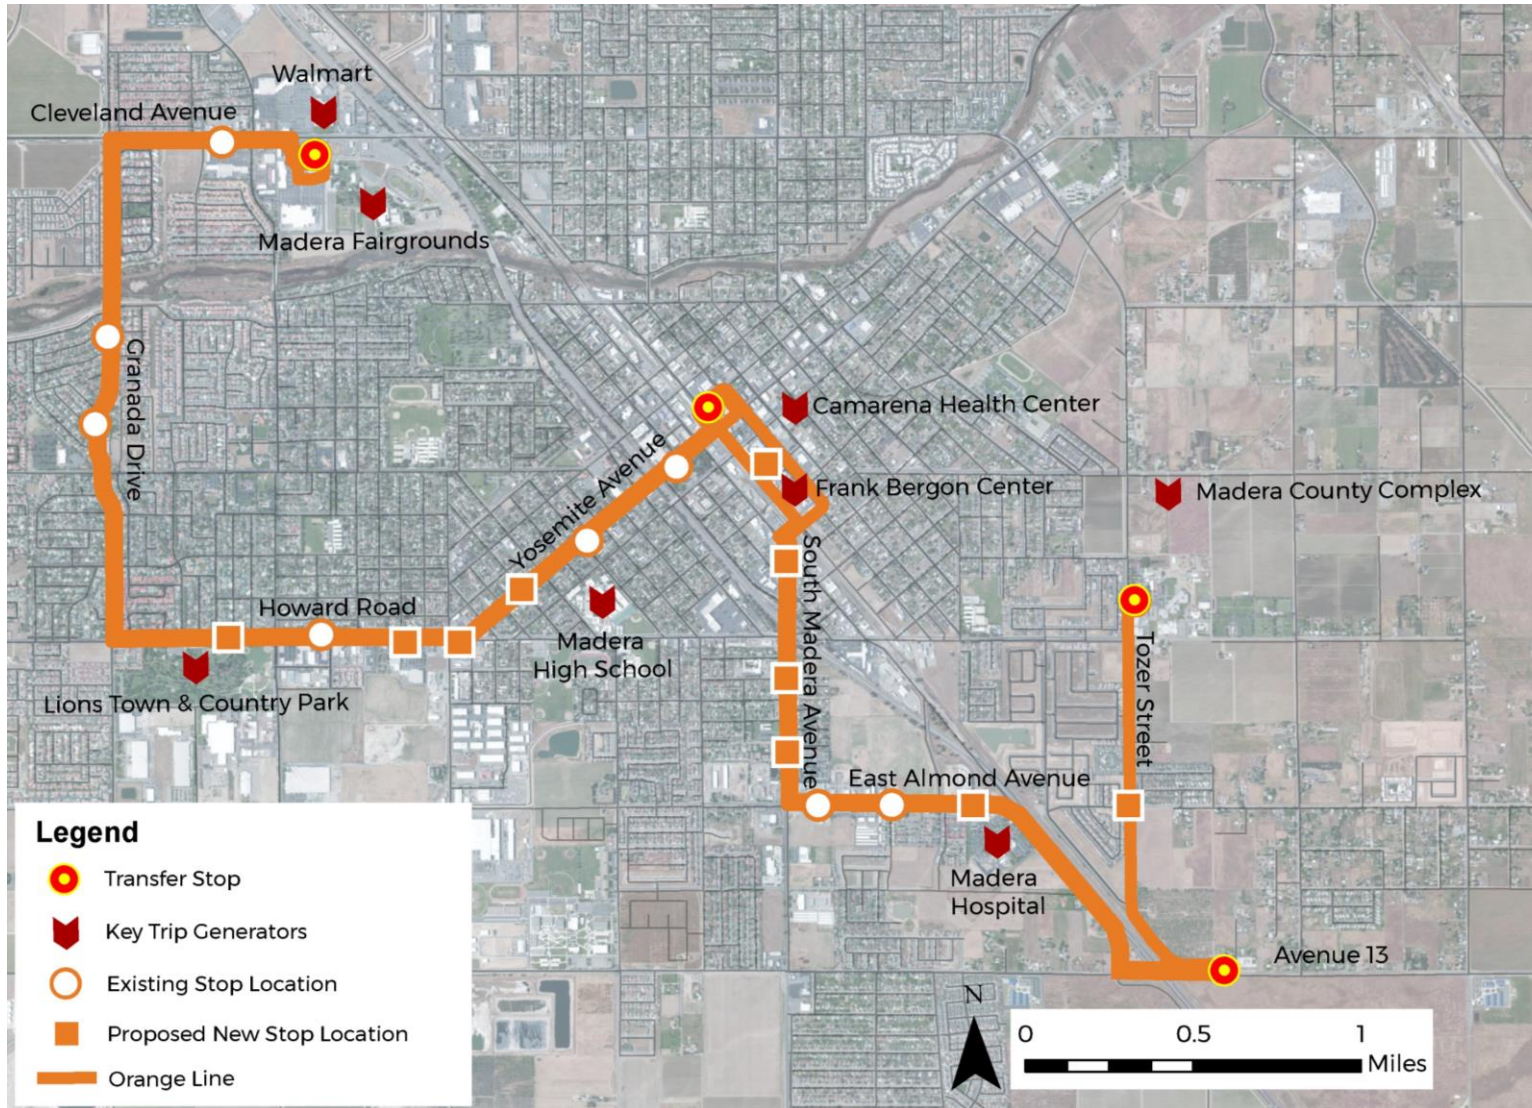 Walmart
Cleveland Avenue
Madera Fairgrounds
Granada Drive
Camarena Health Center
Yosemite Avenue
Frank Bergon Center
Madera County Complex
South Madera Avenue
Howard Road
Madera
High School
Tozer Street
Lions Town & Country Park
East Almond Avenue
Madera
Hospital
Avenue 13
Legend
Transfer Stop
Key Trip Generators
Existing Stop Location
Proposed New Stop Location
Orange Line
N
0 0.5 1
Miles